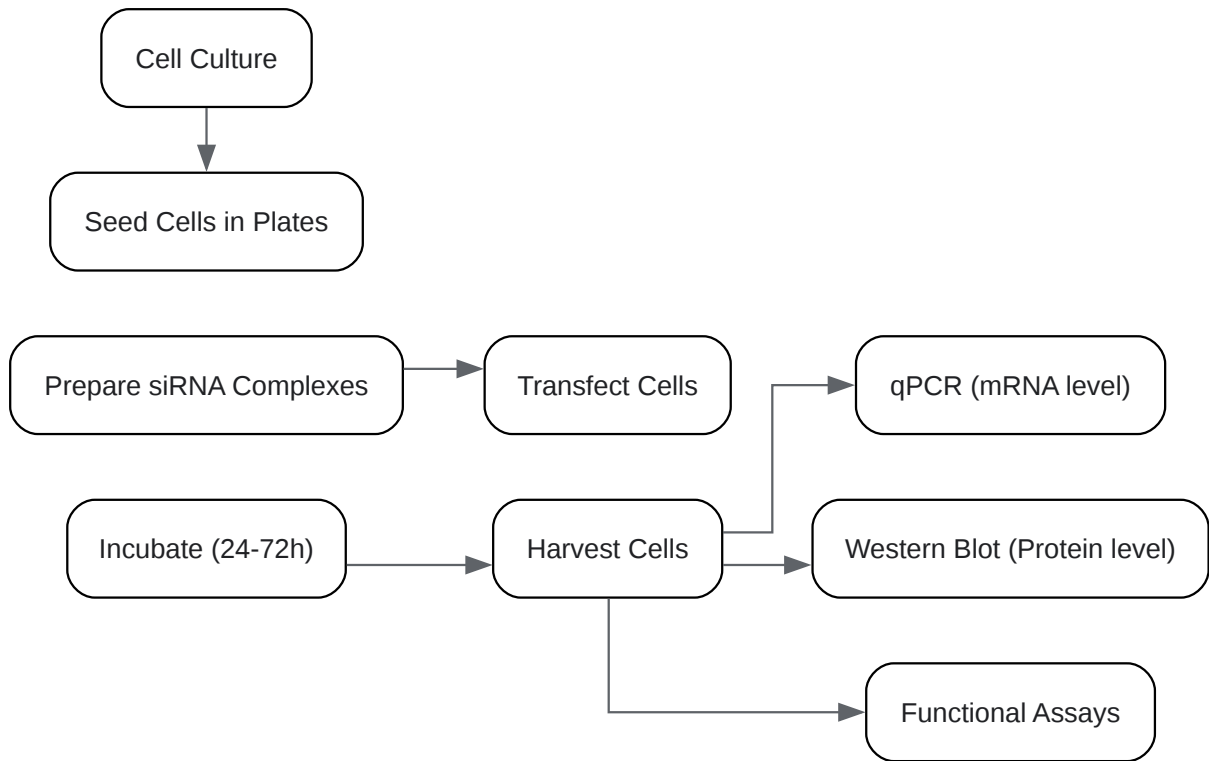 Cell Culture
Seed Cells in Plates
Prepare siRNA Complexes
Transfect Cells
qPCR (mRNA level)
Incubate (24-72h)
Harvest Cells
Western Blot (Protein level)
Functional Assays